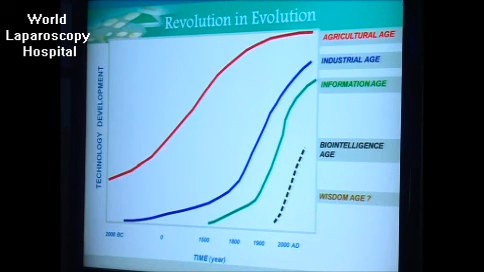 World
Laparoscopy
Hospital
Revolution in Evolution
AGRICULTURAL AGE
INDUSTRIAL AGE
INFORMATION AGE
BIOINTELLIGENCE
AGE
WISDOM AGE ?
TECHNOLOGY DEVELOPMENT
2000 BC 0 1000 1900 1900 2000 AD
TIME (year)